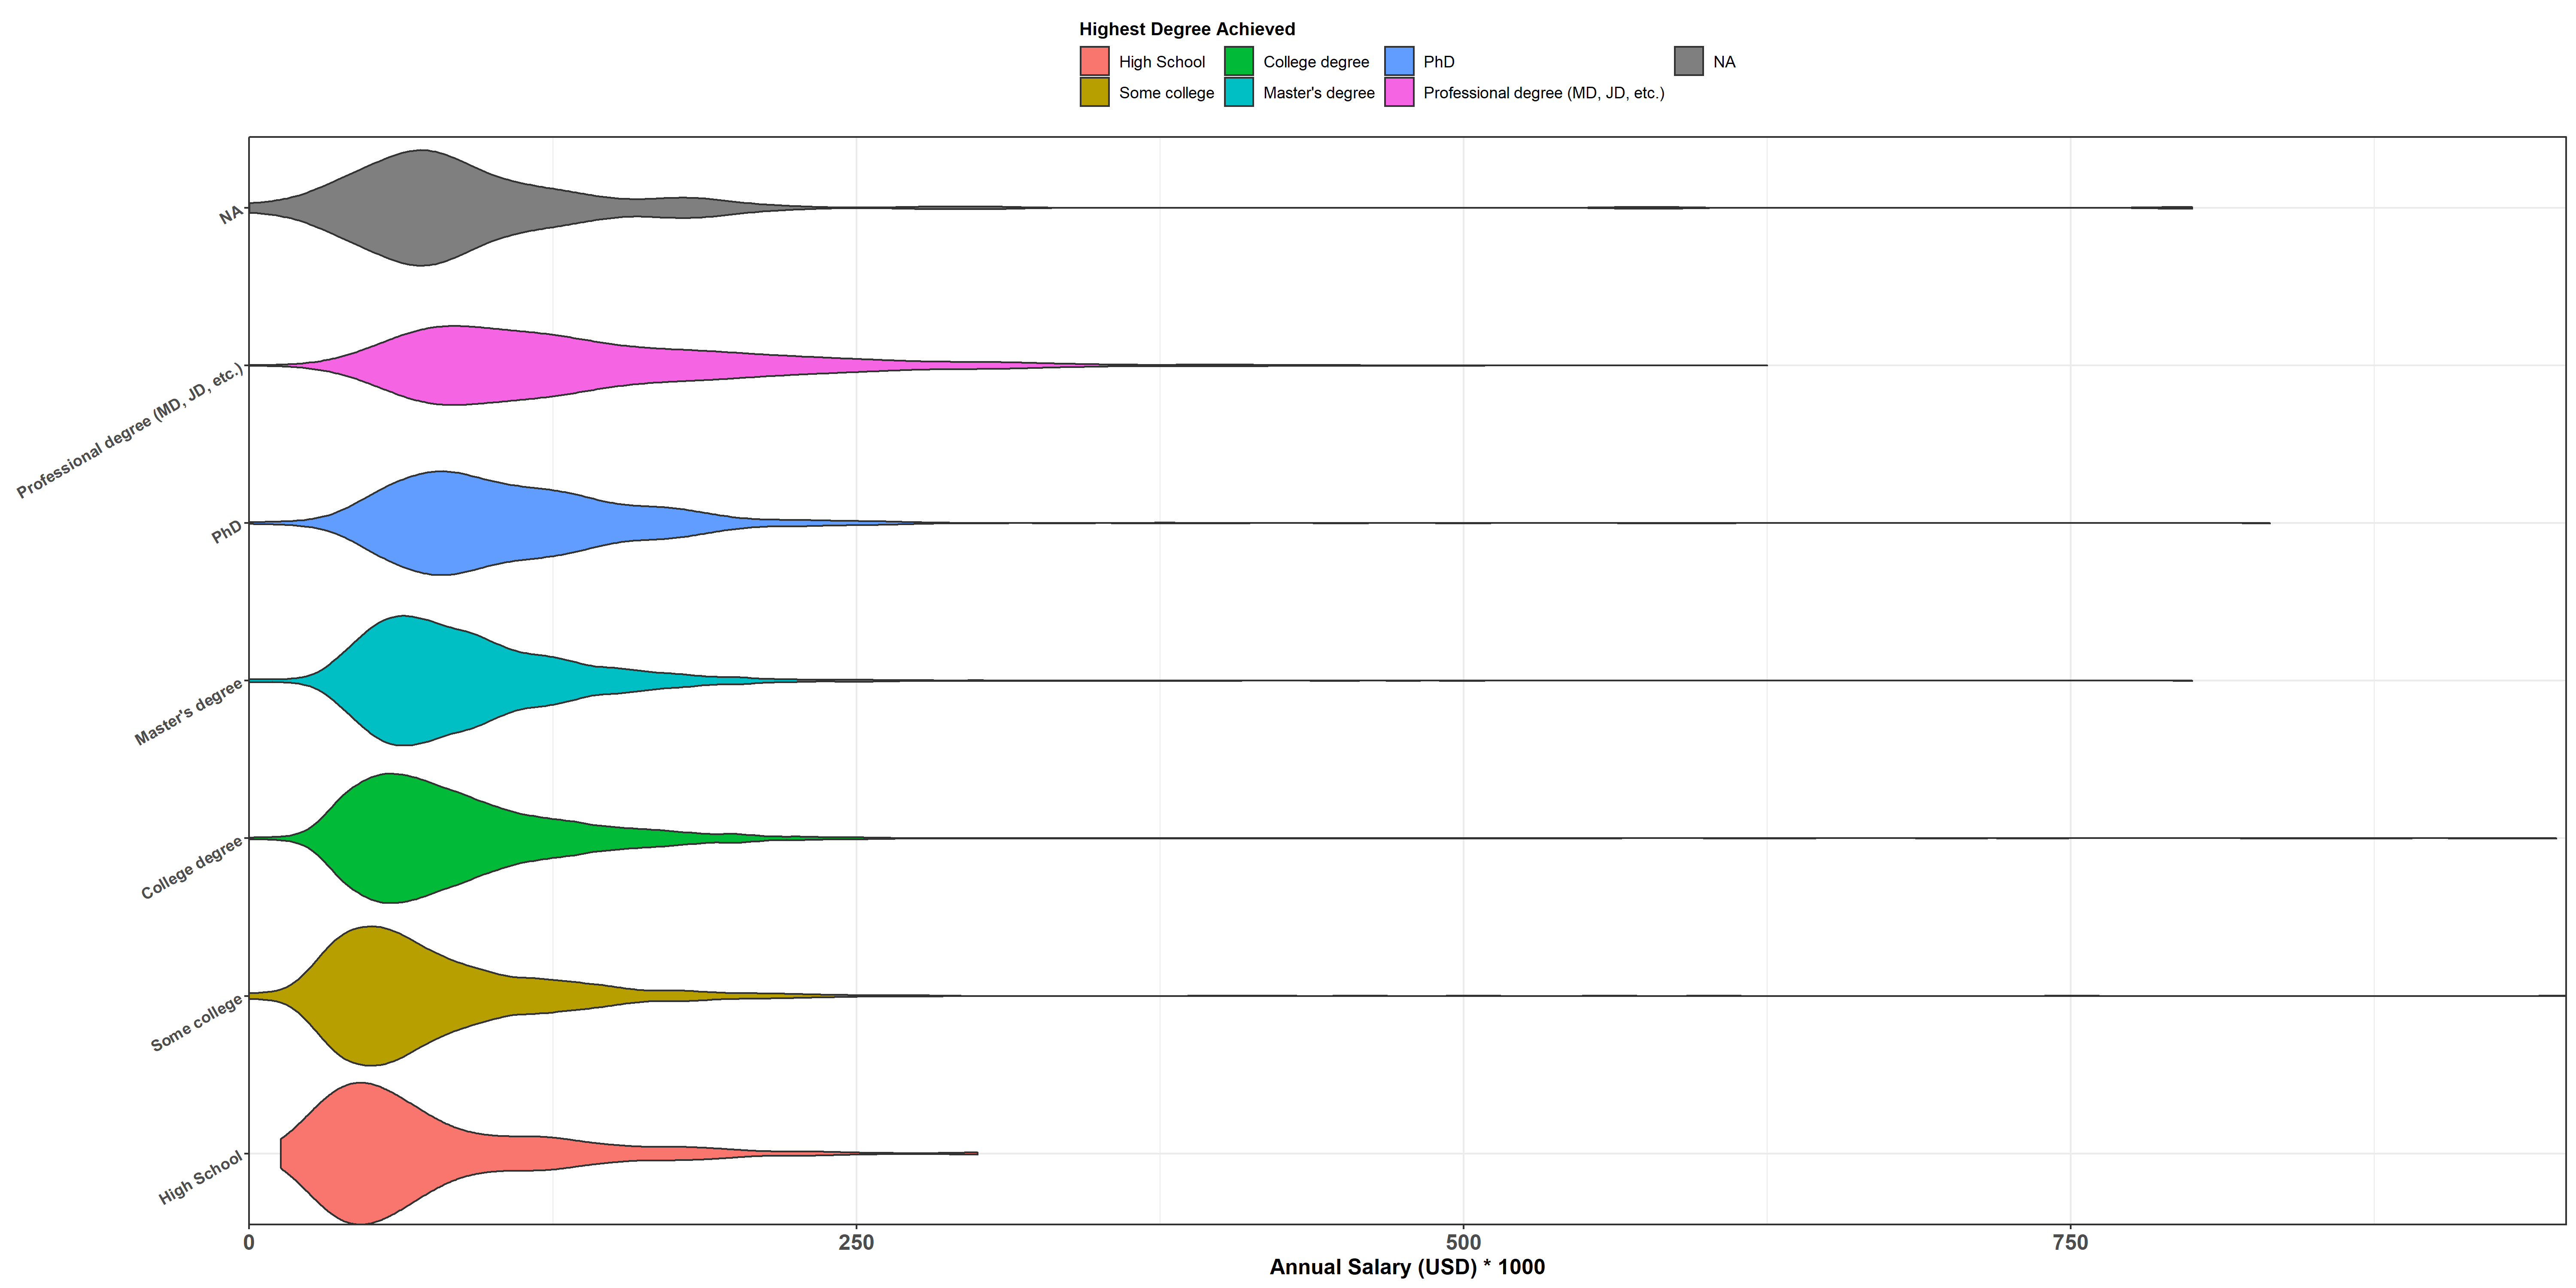 Highest Degree Achieved
High School
College degree
PhD
NA
Some college
Master's degree
Professional degree (MD, JD, etc.)
NA
Professional degree (MD, JD, etc.)
PhD
Master's degree
College degree
Some college
High School
0 250 500 750
Annual Salary (USD) * 1000